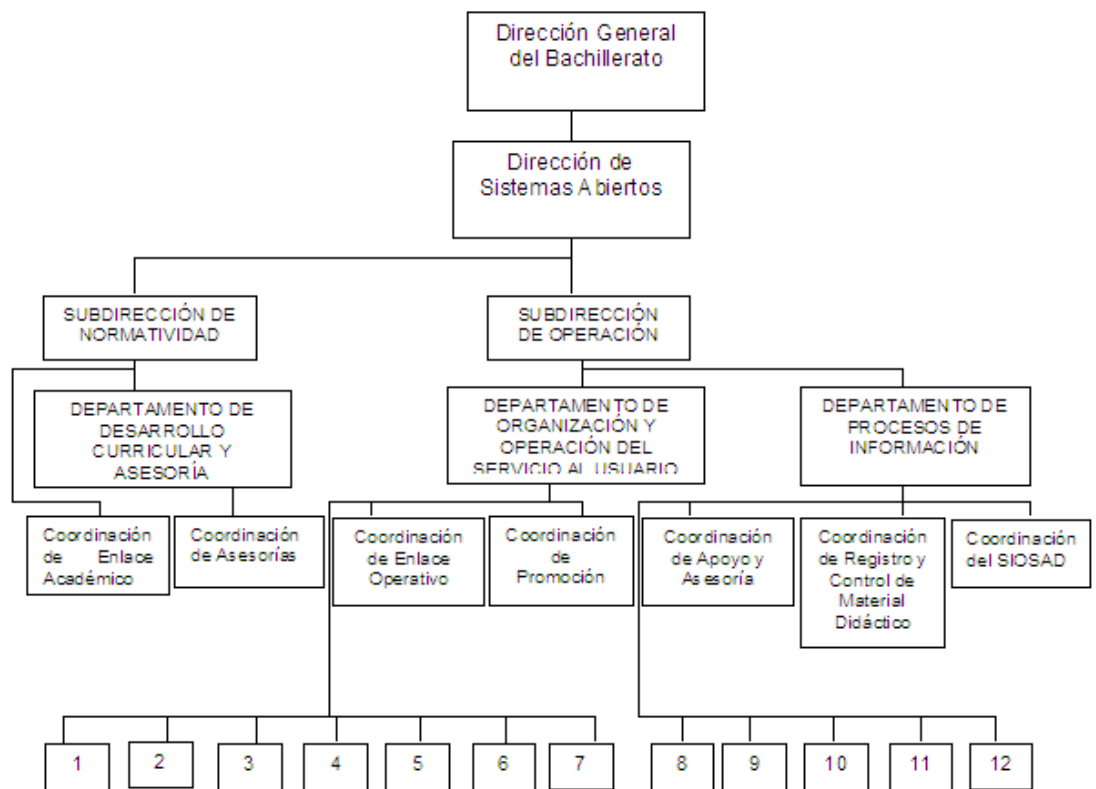 Dirección General
del Bachillerato
Dirección de
Sistemas Abiertos
SUBDIRECCIÓN DE
NORMATIVIDAD
SUBDIRECCIÓN
DE OPERACIÓN
DEPARTAMENTO DE
DESARROLLO
CURRICULAR Y
ASESORÍA
DEPARTAMENTO DE
ORGANIZACIÓN Y
OPERACIÓN DEL
SERVICIO AL USUARIO
DEPARTAMENTO DE
PROCESOS DE
INFORMACIÓN
Coordinación
de Enlace
Académico
Coordinación
de Asesorías
Coordinación
de Enlace
Operativo
Coordinación
de
Promoción
Coordinación
de Apoyo y
Asesoría
Coordinación
de Registro y
Control de
Material
Didáctico
Coordinación
del SIOSAD
1
2
3
4
5
6
7
8
9
10
11
12